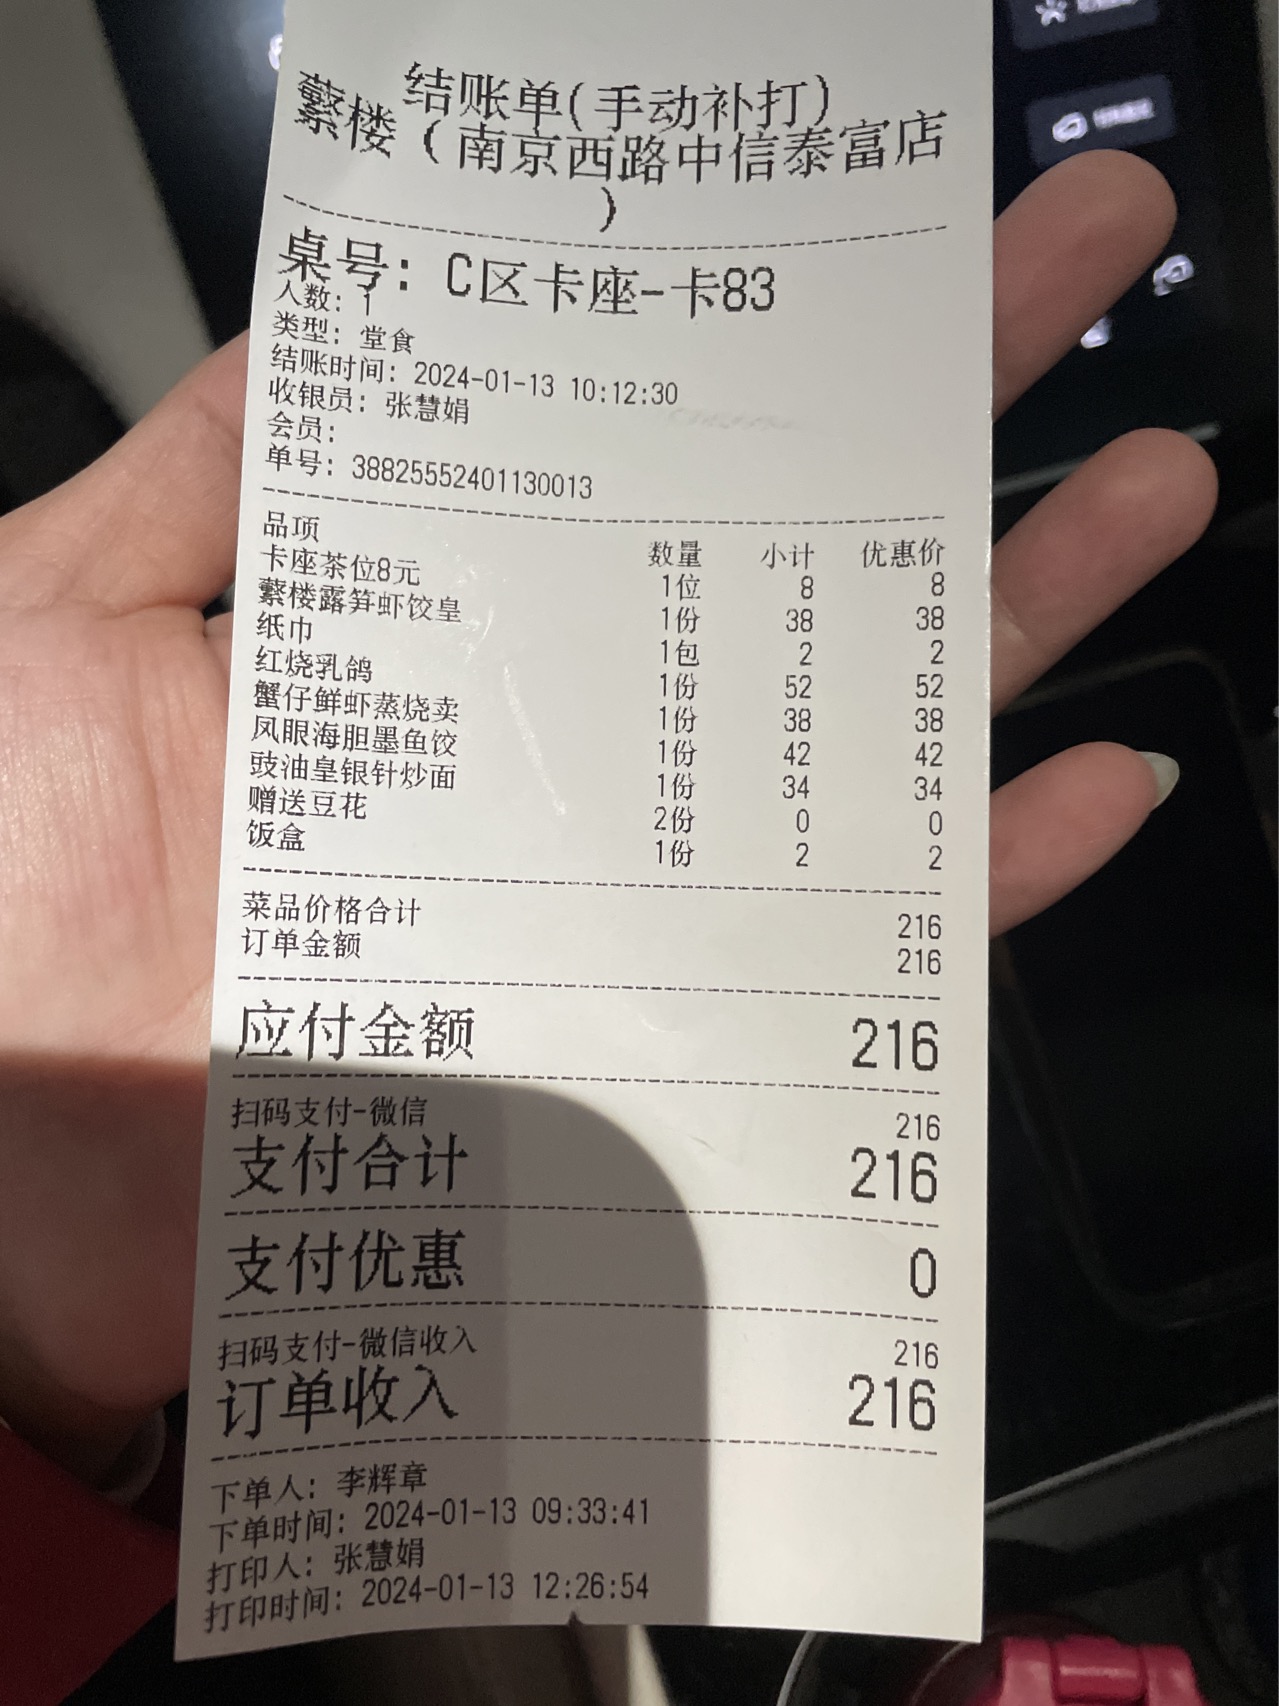 结账单(手动补打)
蘩楼（南京西路中信泰富店
）
桌号： C区卡座-卡83
人数: 1
类型: 堂食
结账时间: 2024-01-13 10:12:30
收银员: 张慧娟
会员:
单号: 38825552401130013
品项 数量 小计 优惠价
卡座茶位8元 1位 8 8
蘩楼露笋虾饺皇 1份 38 38
纸巾 1包 2 2
红烧乳鸽 1份 52 52
蟹仔鲜虾蒸烧卖 1份 38 38
凤眼海胆墨鱼饺 1份 42 42
豉油皇银针炒面 1份 34 34
赠送豆花 2份 0 0
饭盒 1份 2 2
菜品价格合计 216
订单金额 216
应付金额 216
扫码支付-微信 216
支付合计 216
支付优惠 0
扫码支付-微信收入 216
订单收入 216
下单人: 李辉章
下单时间: 2024-01-13 09:33:41
打印人: 张慧娟
打印时间: 2024-01-13 12:26:54